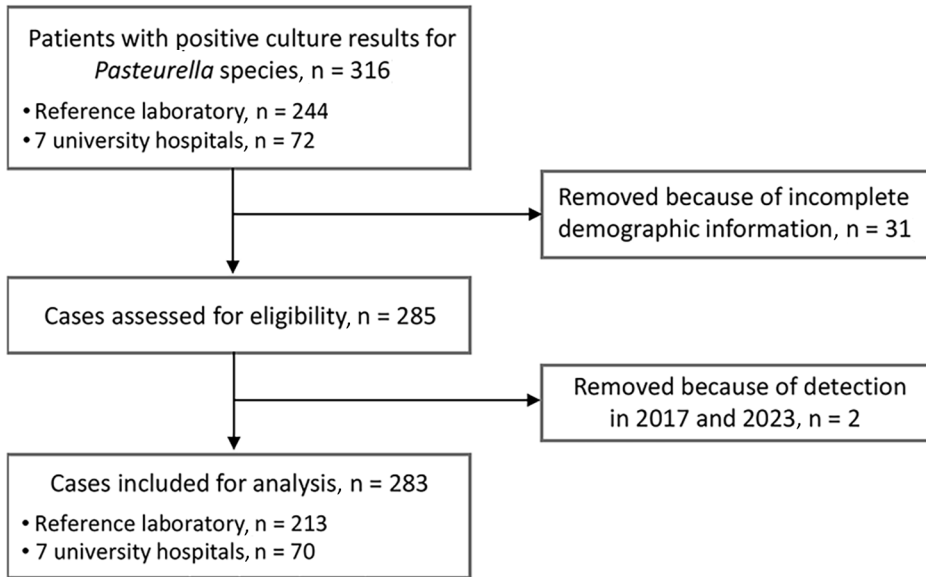 Patients with positive culture results for
Pasteurella species, n = 316
• Reference laboratory, n = 244
• 7 university hospitals, n = 72
Removed because of incomplete
demographic information, n = 31
Cases assessed for eligibility, n = 285
Removed because of detection
in 2017 and 2023, n = 2
Cases included for analysis, n = 283
• Reference laboratory, n = 213
• 7 university hospitals, n = 70